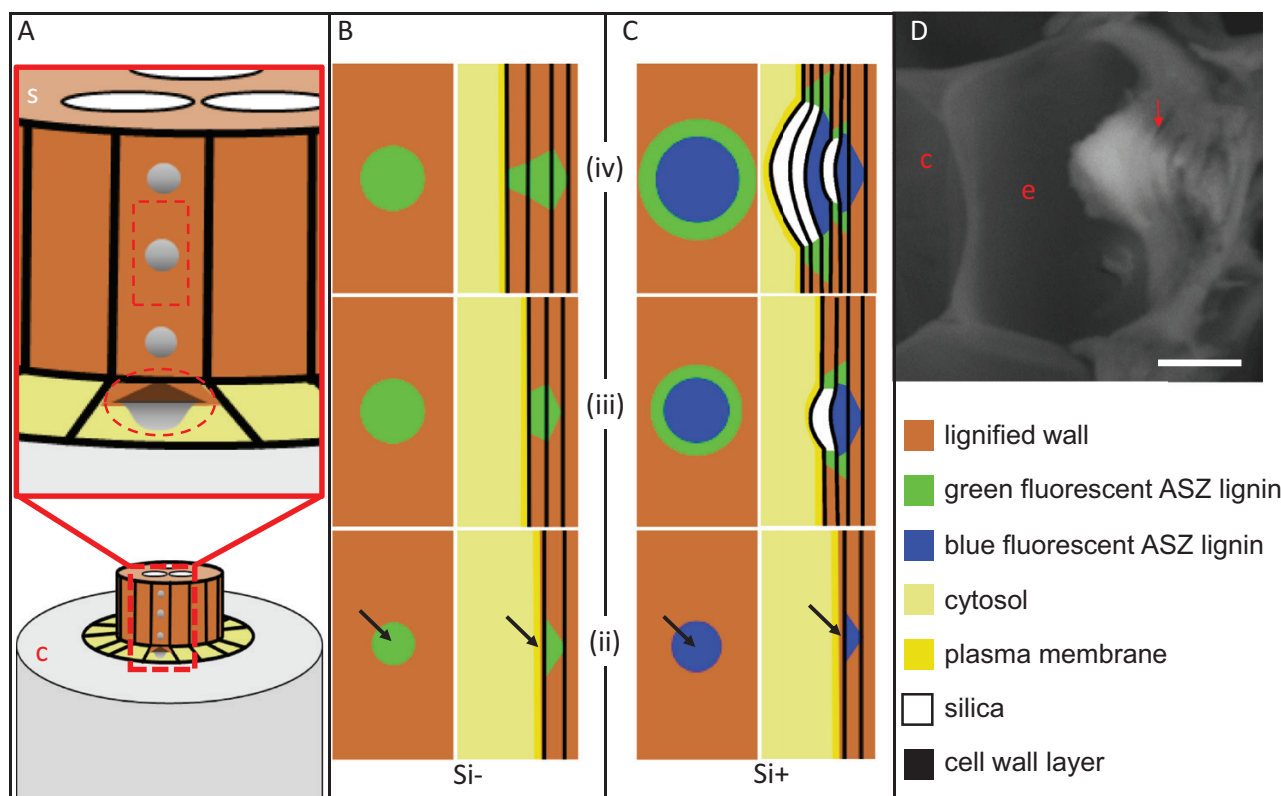 A
s
c
B
C
(iv)
(iii)
(ii)
Si-
Si+
D
c
e
lignified wall
green fluorescent ASZ lignin
blue fluorescent ASZ lignin
cytosol
plasma membrane
silica
cell wall layer